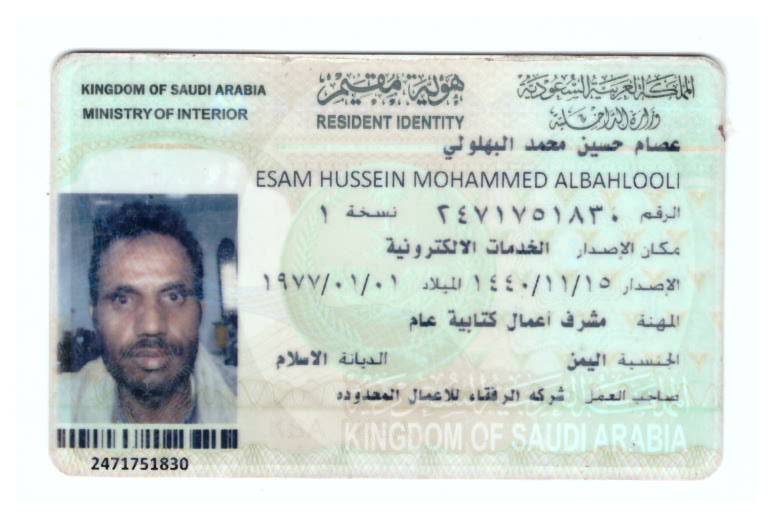 KINGDOM OF SAUDI ARABIA
MINISTRY OF INTERIOR
هوية مقيم
RESIDENT IDENTITY
المملكة العربية السعودية
وزارة الداخلية
عصام حسين محمد البهلولي
ESAM HUSSEIN MOHAMMED ALBAHLOOLI
الرقم ٢٤٧١٧٥١٨٣٠ نسخة ١
مكان الإصدار الخدمات الالكترونية
الإصدار ١٤٤٠/١١/١٥ الميلاد ١٩٧٧/٠١/٠١
المهنة مشرف أعمال كتابية عام
الجنسية اليمن الديانة الاسلام
صاحب العمل شركه الرفقاء للاعمال المحدوده
KINGDOM OF SAUDI ARABIA
2471751830